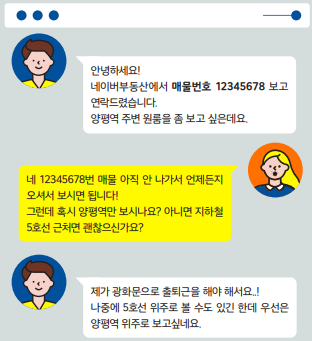 안녕하세요!
네이버부동산에서 매물번호 12345678 보고
연락드렸습니다.
양평역 주변 원룸을 좀 보고 싶은데요.
네 12345678번 매물 아직 안 나가서 언제든지
오셔서 보시면 됩니다!
그런데 혹시 양평역만 보시나요? 아니면 지하철
5호선 근처면 괜찮으신가요?
제가 광화문으로 출퇴근을 해야 해서요..!
나중에 5호선 위주로 볼 수도 있긴 한데 우선은
양평역 위주로 보고싶네요.